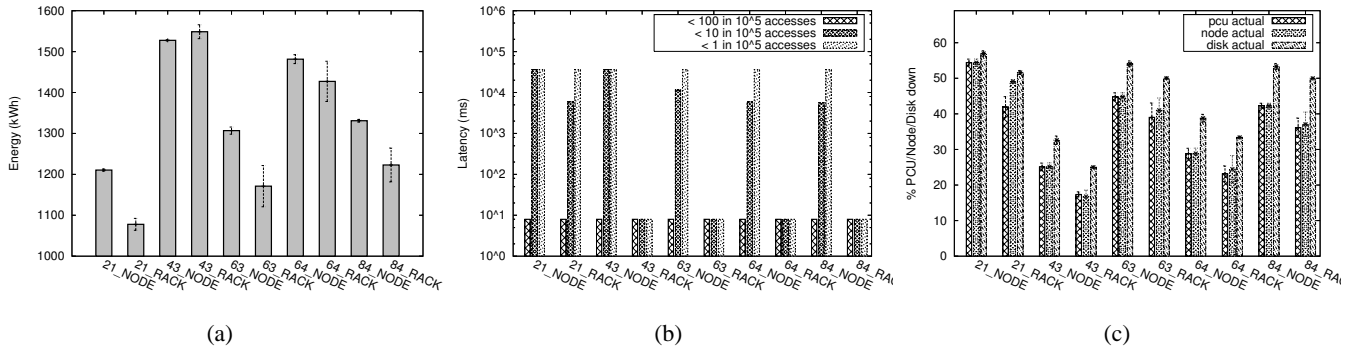 1600
1500
1400
1300
1200
1100
1000
Energy (kWh)
21_NODE
21_RACK
43_NODE
43_RACK
63_NODE
63_RACK
64_NODE
64_RACK
84_NODE
84_RACK
(a)
10^6
10^5
10^4
10^3
10^2
10^1
10^0
Latency (ms)
< 100 in 10^5 accesses
< 10 in 10^5 accesses
< 1 in 10^5 accesses
21_NODE
21_RACK
43_NODE
43_RACK
63_NODE
63_RACK
64_NODE
64_RACK
84_NODE
84_RACK
(b)
60
50
40
30
20
10
0
% PCU/Node/Disk down
pcu actual
node actual
disk actual
21_NODE
21_RACK
43_NODE
43_RACK
63_NODE
63_RACK
64_NODE
64_RACK
84_NODE
84_RAC
(c)